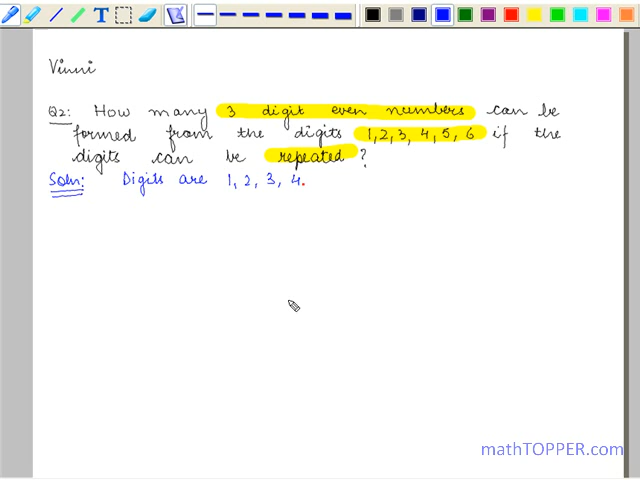 Vinni
Q2: How many 3 digit even numbers can be
formed from the digits 1,2,3, 4,5,6 if the
digits can be repeated?
Soln: Digits are 1, 2, 3, 4.
mathTOPPER.com